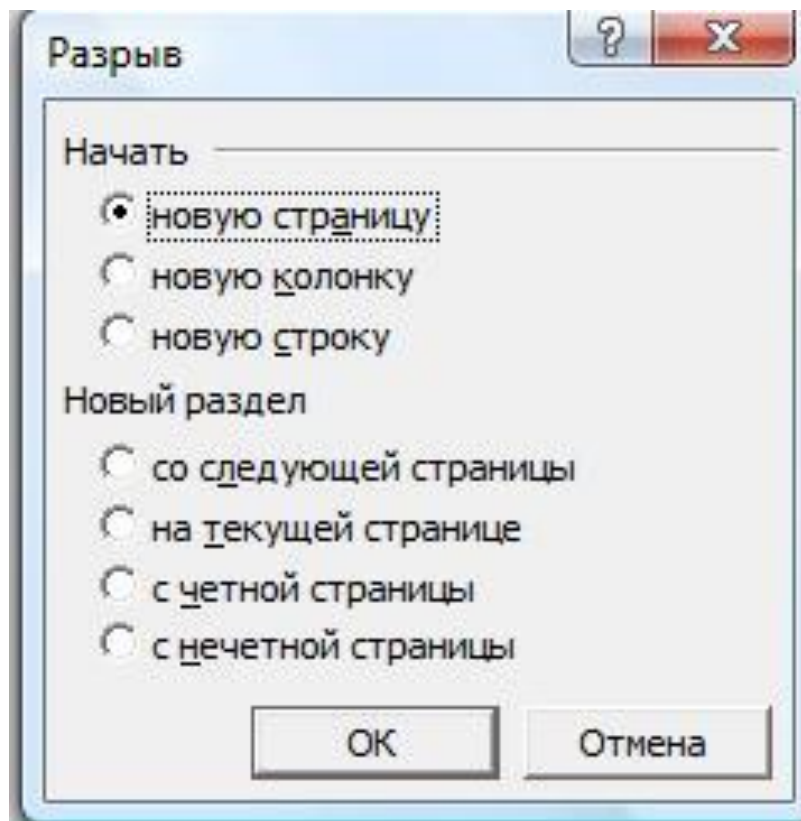 Разрыв
?
Начать
новую страницу
новую колонку
новую строку
Новый раздел
со следующей страницы
на текущей странице
с четной страницы
с нечетной страницы
ОК Отмена